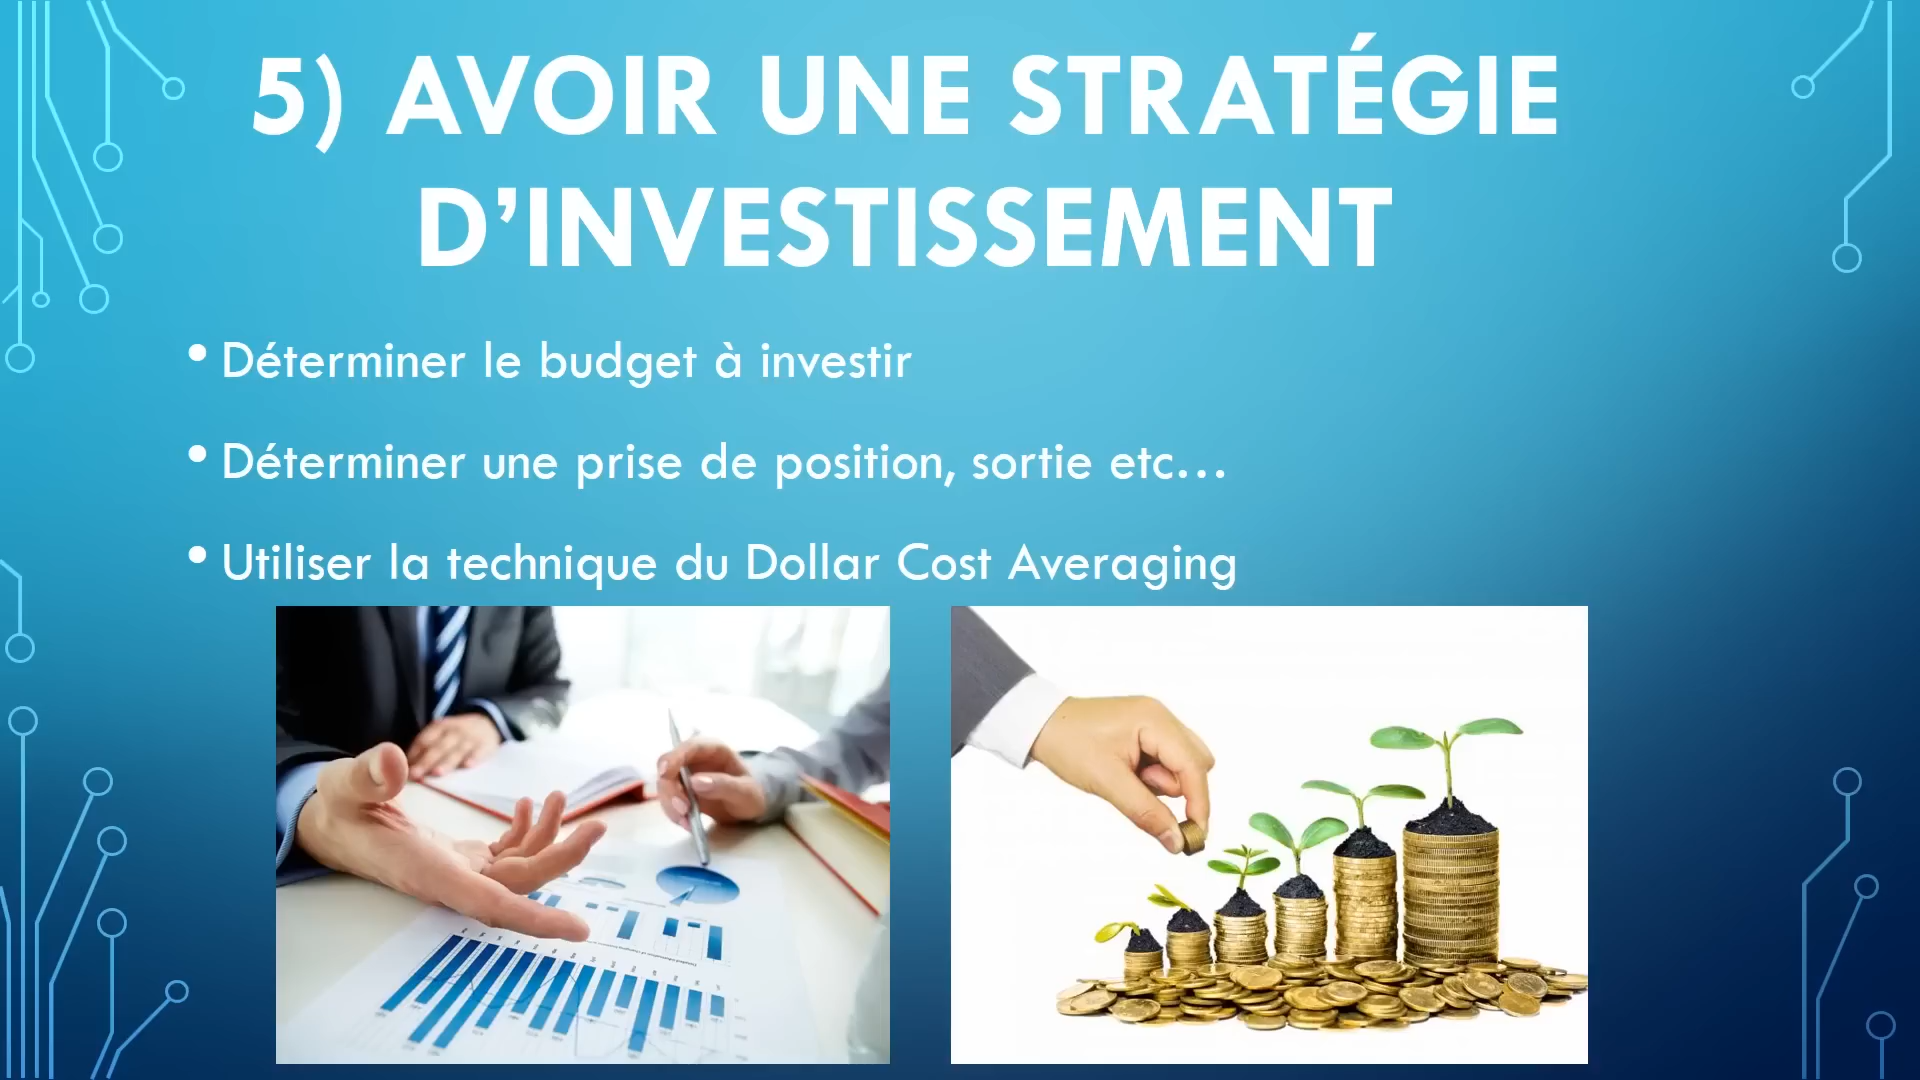 5) AVOIR UNE STRATÉGIE
D’INVESTISSEMENT
• Déterminer le budget à investir
• Déterminer une prise de position, sortie etc…
• Utiliser la technique du Dollar Cost Averaging